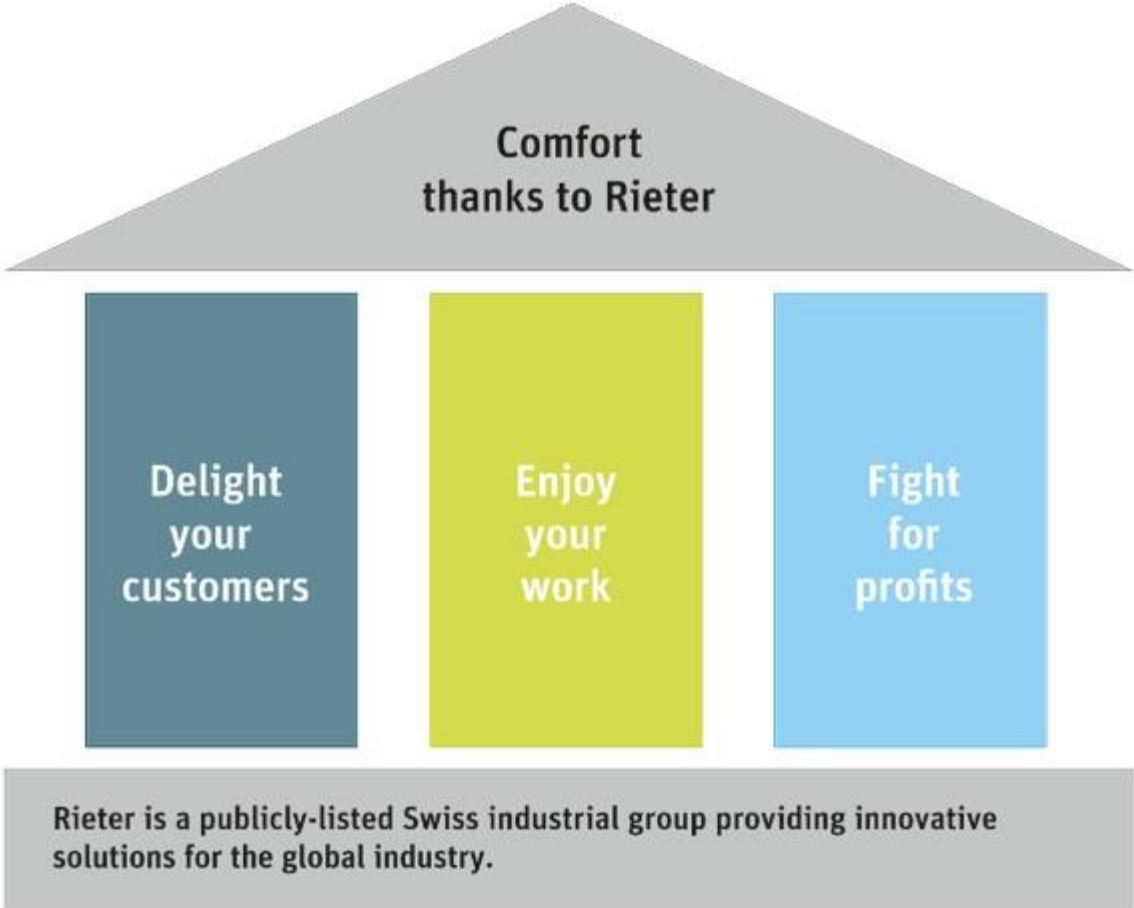 Comfort
thanks to Rieter
Delight
your
customers
Enjoy
your
work
Fight
for
profits
Rieter is a publicly-listed Swiss industrial group providing innovative
solutions for the global industry.